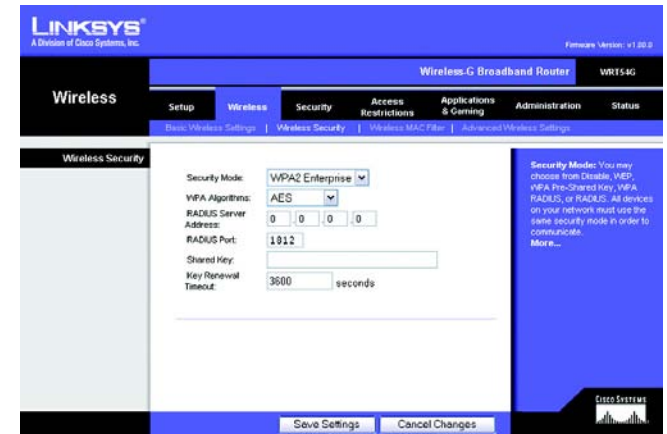 LINKSYS®
A Division of Cisco Systems, Inc.
Firmware Version: v1.00.0
Wireless-G Broadband Router WRT54G
Wireless
Setup Wireless Security Access Restrictions Applications & Gaming Administration Status
Basic Wireless Settings | Wireless Security | Wireless MAC Filter | Advanced Wireless Settings
Wireless Security
Security Mode: WPA2 Enterprise
WPA Algorithms: AES
RADIUS Server Address: 0 . 0 . 0 . 0
RADIUS Port: 1812
Shared Key:
Key Renewal Timeout: 3600 seconds
Security Mode: You may
choose from Disable, WEP,
WPA Pre-Shared Key, WPA
RADIUS, or RADIUS. All devices
on your network must use the
same security mode in order to
communicate.
More...
Save Settings Cancel Changes
CISCO SYSTEMS